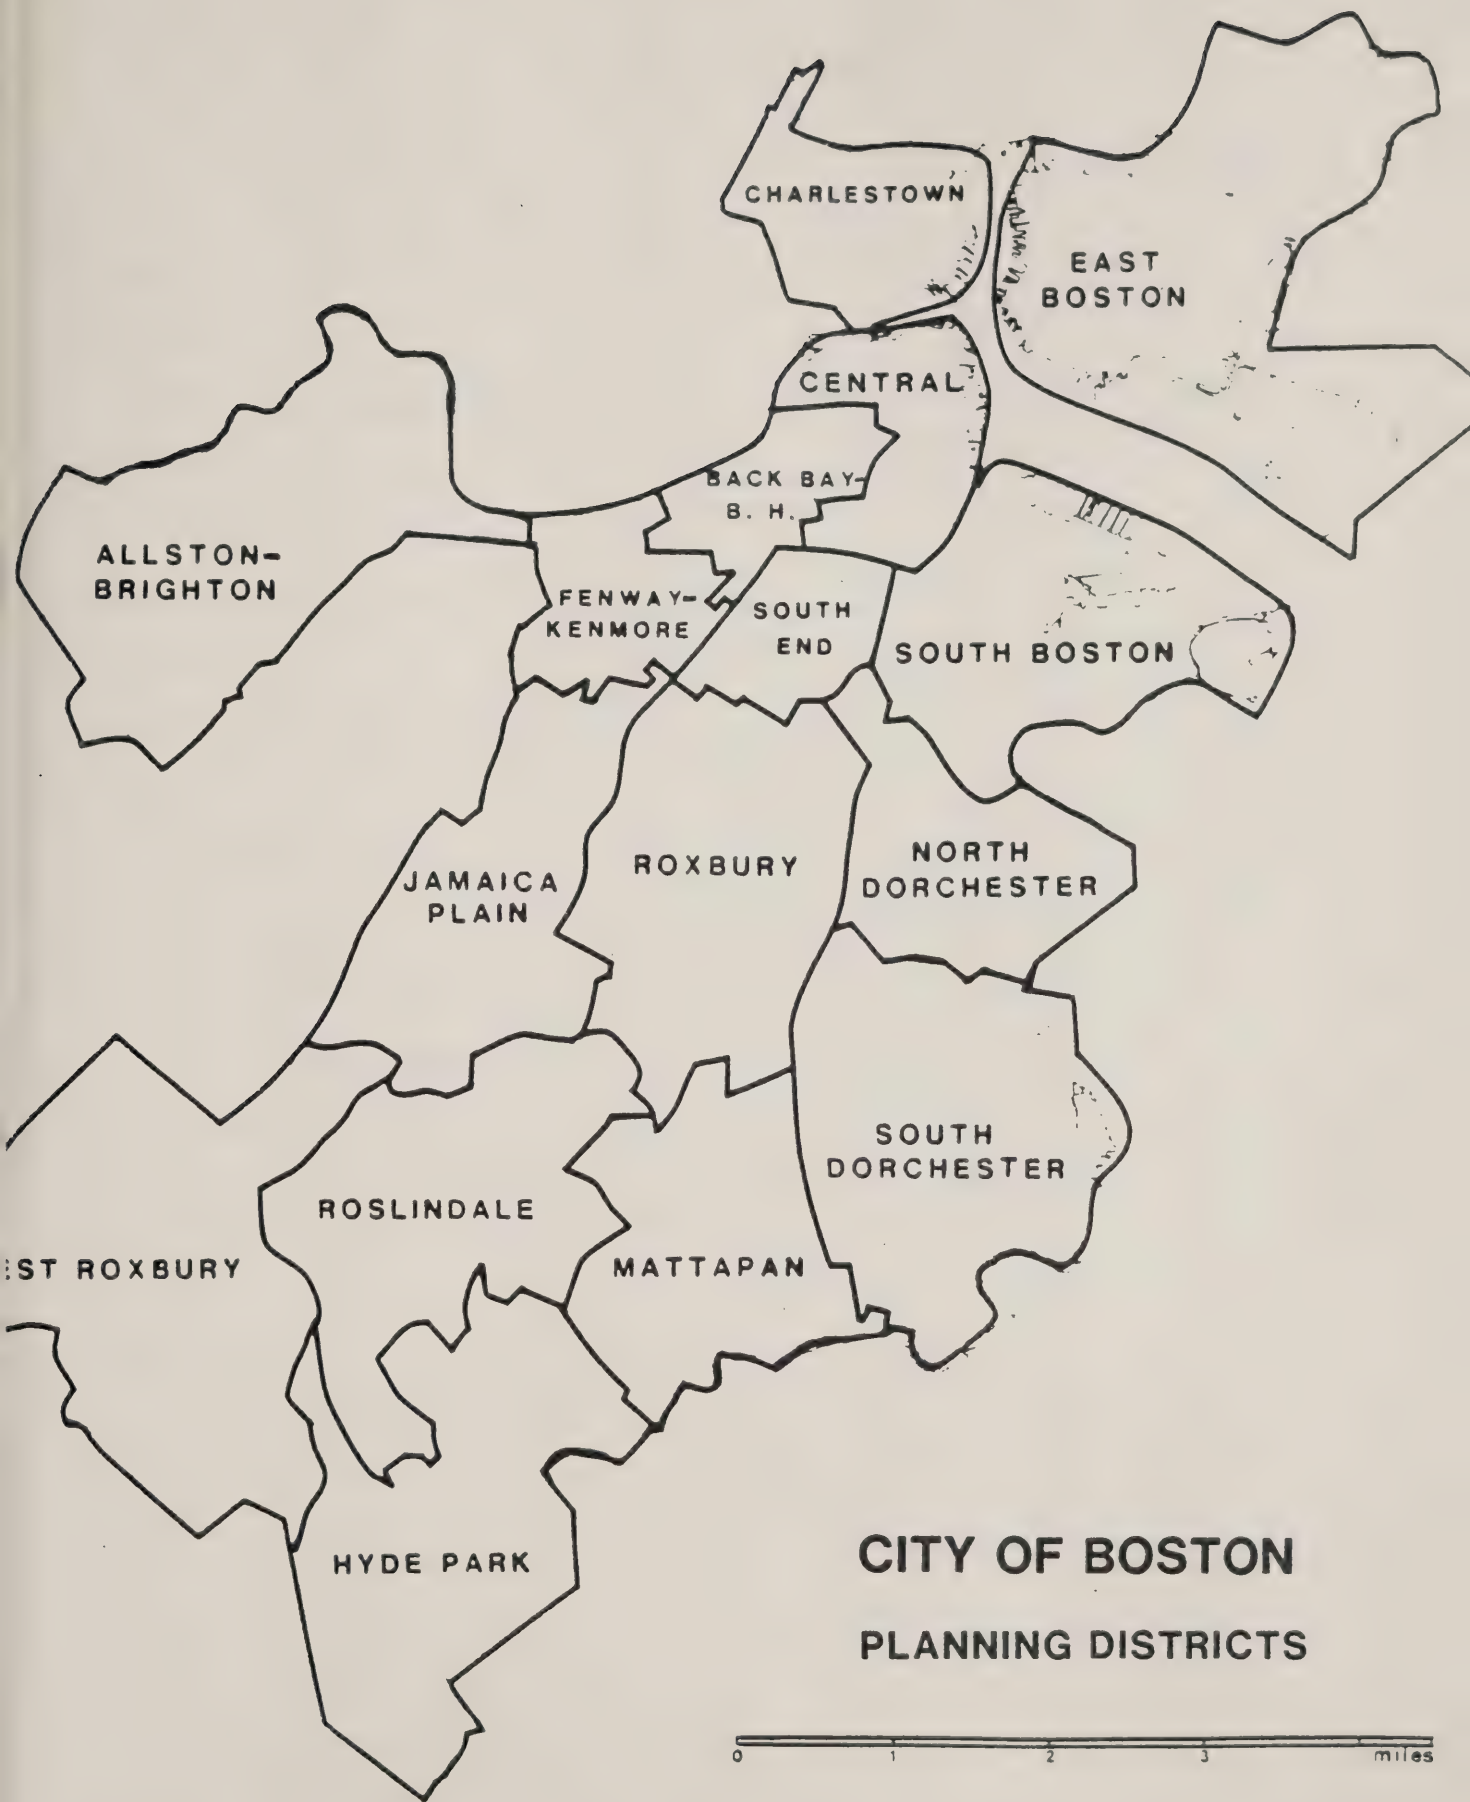 CHARLESTOWN
EAST
BOSTON
CENTRAL
BACK BAY-
B. H.
ALLSTON-
BRIGHTON
FENWAY-
KENMORE
SOUTH
END
SOUTH BOSTON
JAMAICA
PLAIN
ROXBURY
NORTH
DORCHESTER
SOUTH
DORCHESTER
ROSLINDALE
ST ROXBURY
MATTAPAN
HYDE PARK
CITY OF BOSTON
PLANNING DISTRICTS
0 1 2 3 miles